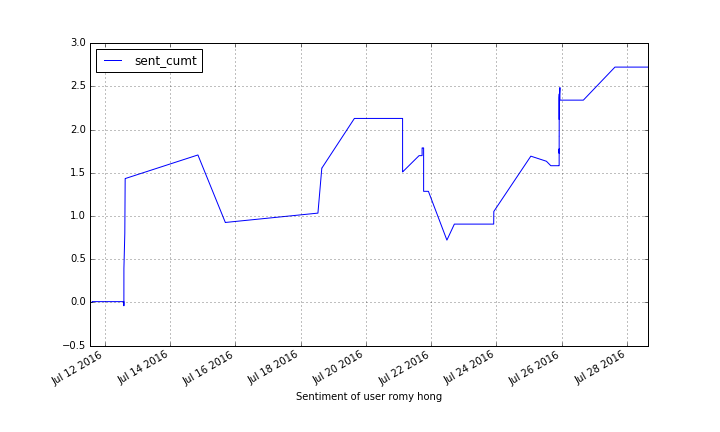 3.0
sent_cumt
2.5
2.0
1.5
1.0
0.5
0.0
−0.5
Jul 12 2016
Jul 14 2016
Jul 16 2016
Jul 18 2016
Jul 20 2016
Jul 22 2016
Jul 24 2016
Jul 26 2016
Jul 28 2016
Sentiment of user romy hong